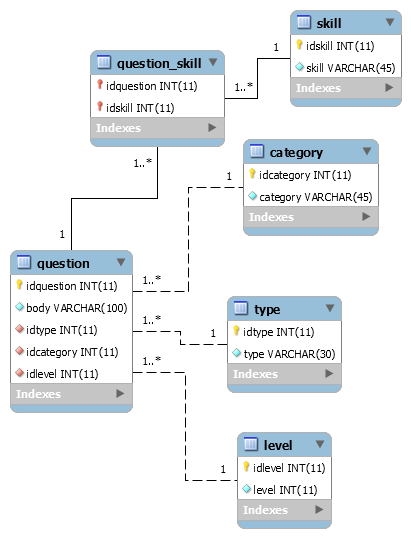 skill
idskill INT(11)
skill VARCHAR(45)
Indexes
1
1..*
question_skill
idquestion INT(11)
idskill INT(11)
Indexes
1..*
1
category
idcategory INT(11)
category VARCHAR(45)
Indexes
1
1..*
question
idquestion INT(11)
body VARCHAR(100)
idtype INT(11)
idcategory INT(11)
idlevel INT(11)
Indexes
1..*
1
type
idtype INT(11)
type VARCHAR(30)
Indexes
1..*
1
level
idlevel INT(11)
level INT(11)
Indexes